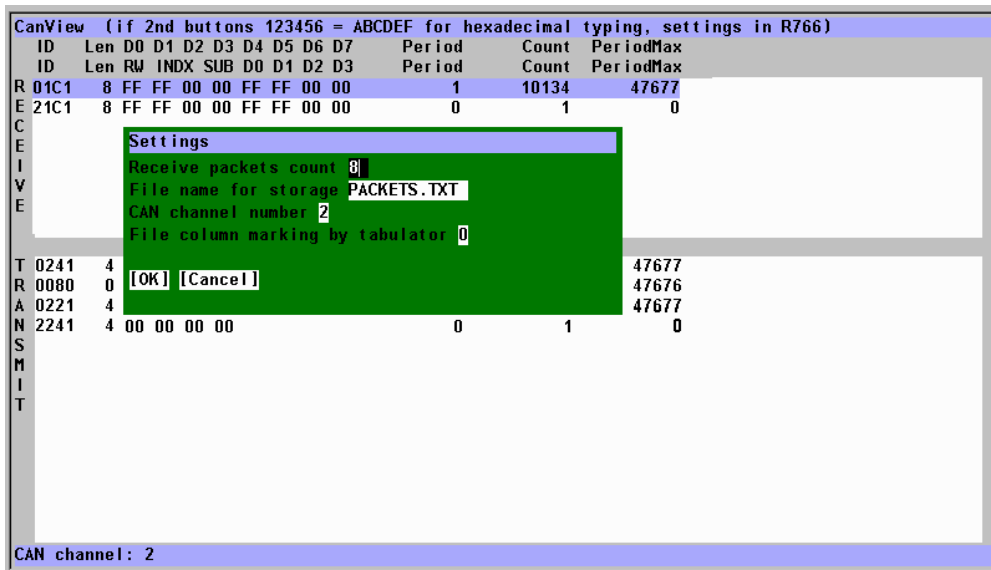 CanView (if 2nd buttons 123456 = ABCDEF for hexadecimal typing, settings in R766)
ID Len D0 D1 D2 D3 D4 D5 D6 D7 Period Count PeriodMax
ID Len RW INDX SUB D0 D1 D2 D3 Period Count PeriodMax
RECEIVE
01C1 8 FF FF 00 00 FF FF 00 00 1 10134 47677
21C1 8 FF FF 00 00 FF FF 00 00 0 1 0
Settings
Receive packets count 8
File name for storage PACKETS.TXT
CAN channel number 2
File column marking by tabulator 0
[OK] [Cancel]
TRANSMIT
0241 4 47677
0080 0 47676
0221 4 47677
2241 4 00 00 00 00 0 1 0
CAN channel: 2